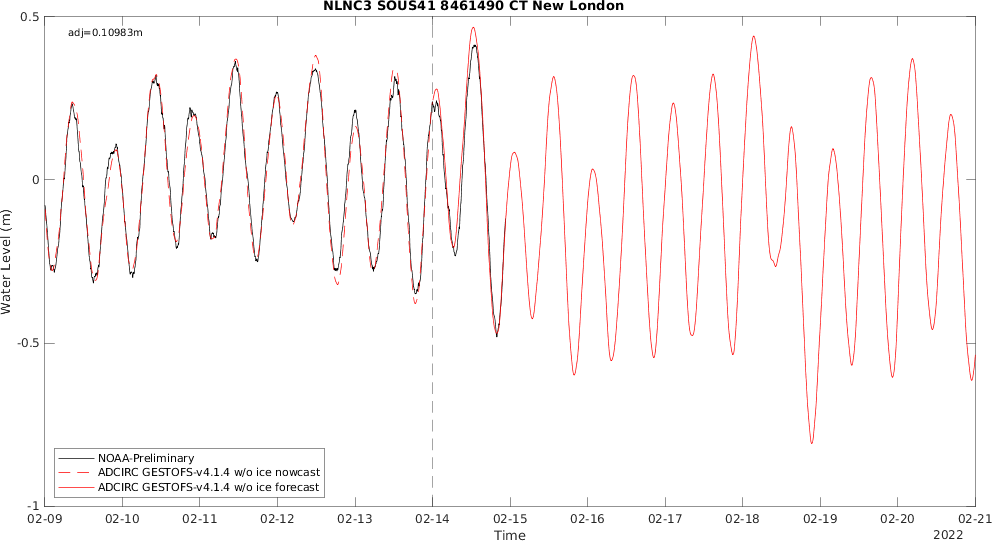 NLNC3 SOUS41 8461490 CT New London
adj=0.10983m
0.5
0
-0.5
-1
Water Level (m)
NOAA-Preliminary
ADCIRC GESTOFS-v4.1.4 w/o ice nowcast
ADCIRC GESTOFS-v4.1.4 w/o ice forecast
02-09 02-10 02-11 02-12 02-13 02-14 02-15 02-16 02-17 02-18 02-19 02-20 02-21
Time
2022